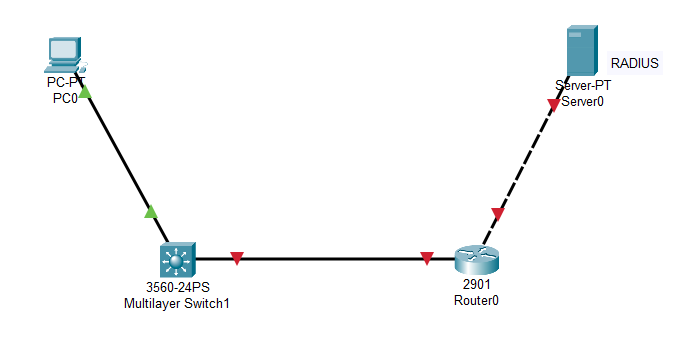 PC-PT
PC0
RADIUS
Server-PT
Server0
3560-24PS
Multilayer Switch1
2901
Router0